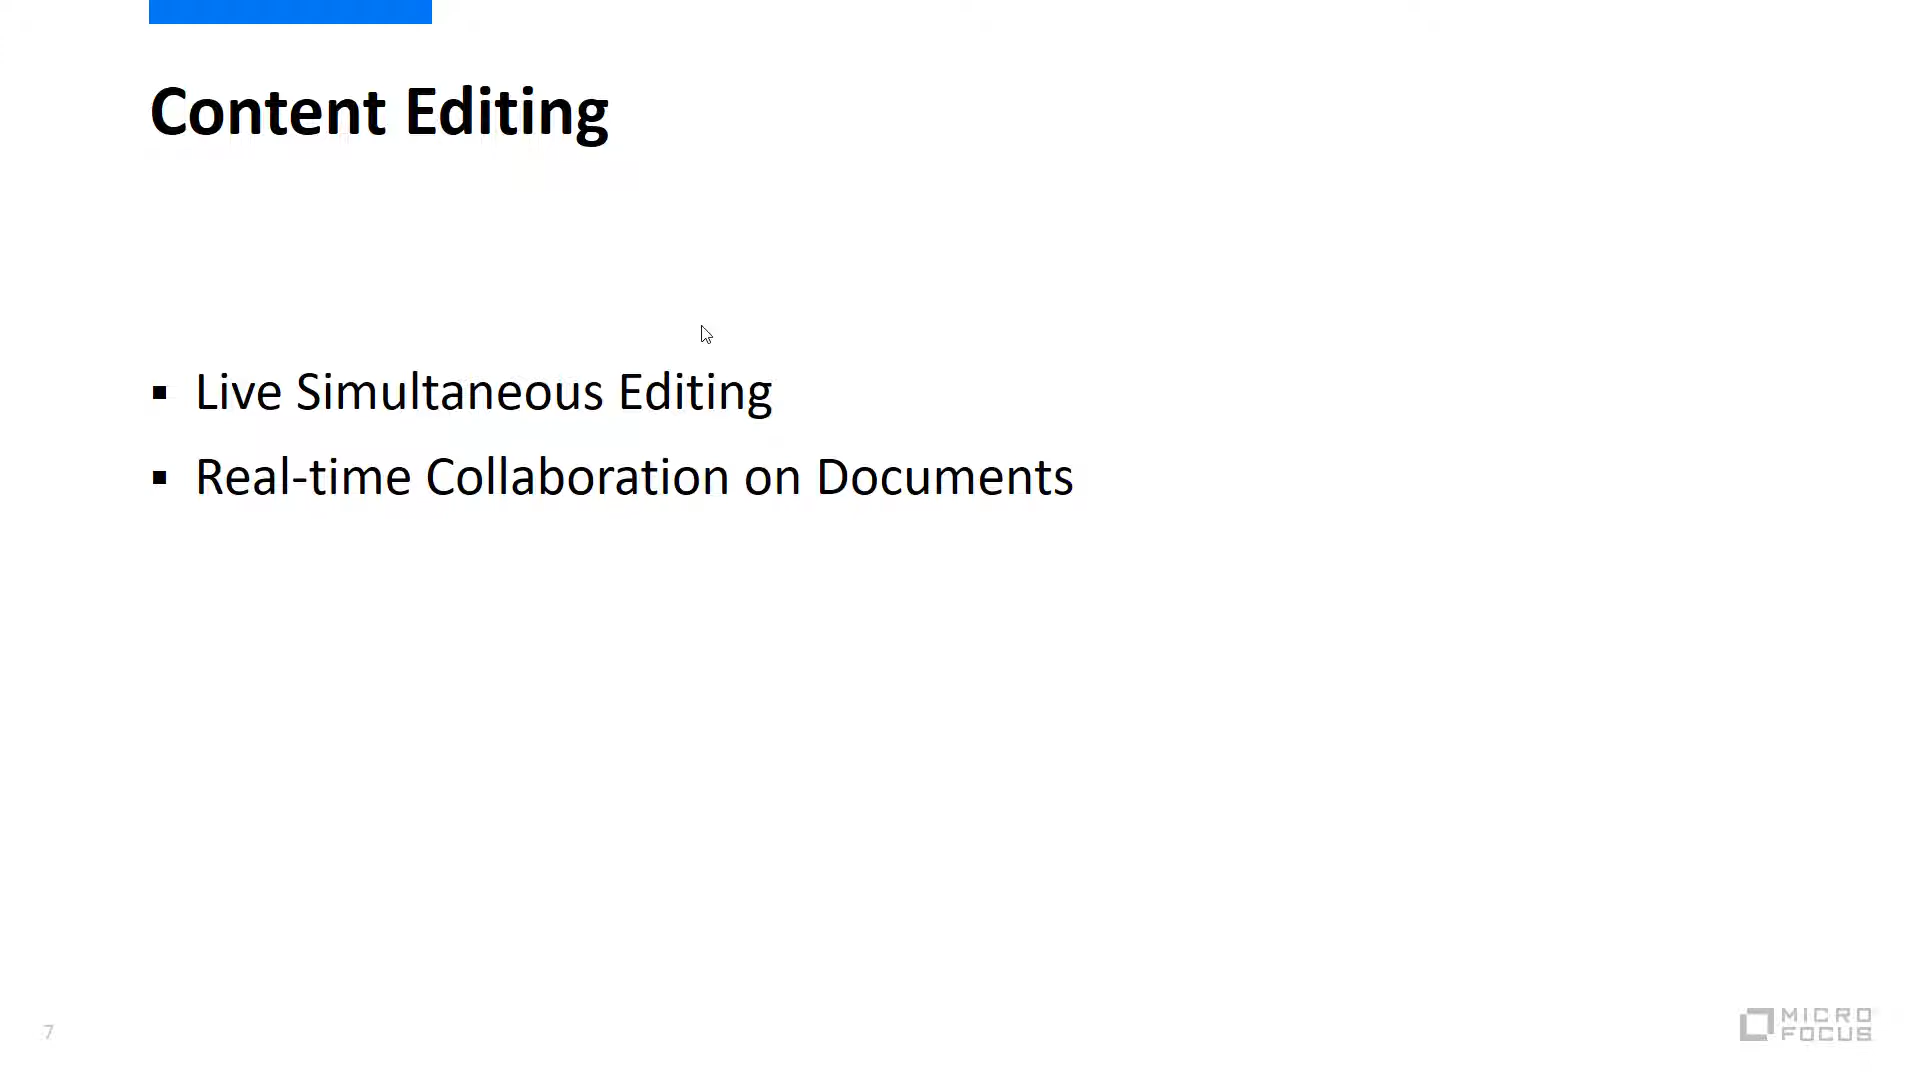 Content Editing
▪ Live Simultaneous Editing
▪ Real-time Collaboration on Documents
7
MICRO
FOCUS